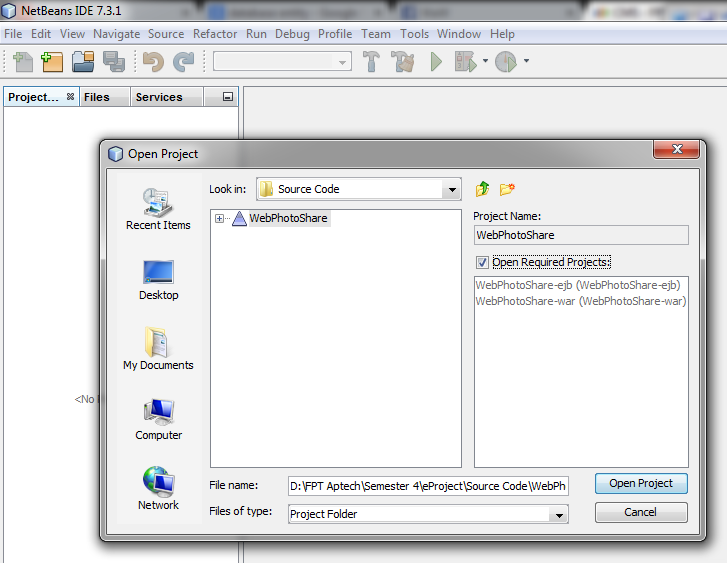 NetBeans IDE 7.3.1
File Edit View Navigate Source Refactor Run Debug Profile Team Tools Window Help
Project... Files Services
<No
Open Project
Look in: Source Code
Recent Items
Desktop
My Documents
Computer
Network
WebPhotoShare
Project Name:
WebPhotoShare
Open Required Projects:
WebPhotoShare-ejb (WebPhotoShare-ejb)
WebPhotoShare-war (WebPhotoShare-war)
File name: D:\FPT Aptech\Semester 4\eProject\Source Code\WebPh
Open Project
Files of type: Project Folder
Cancel